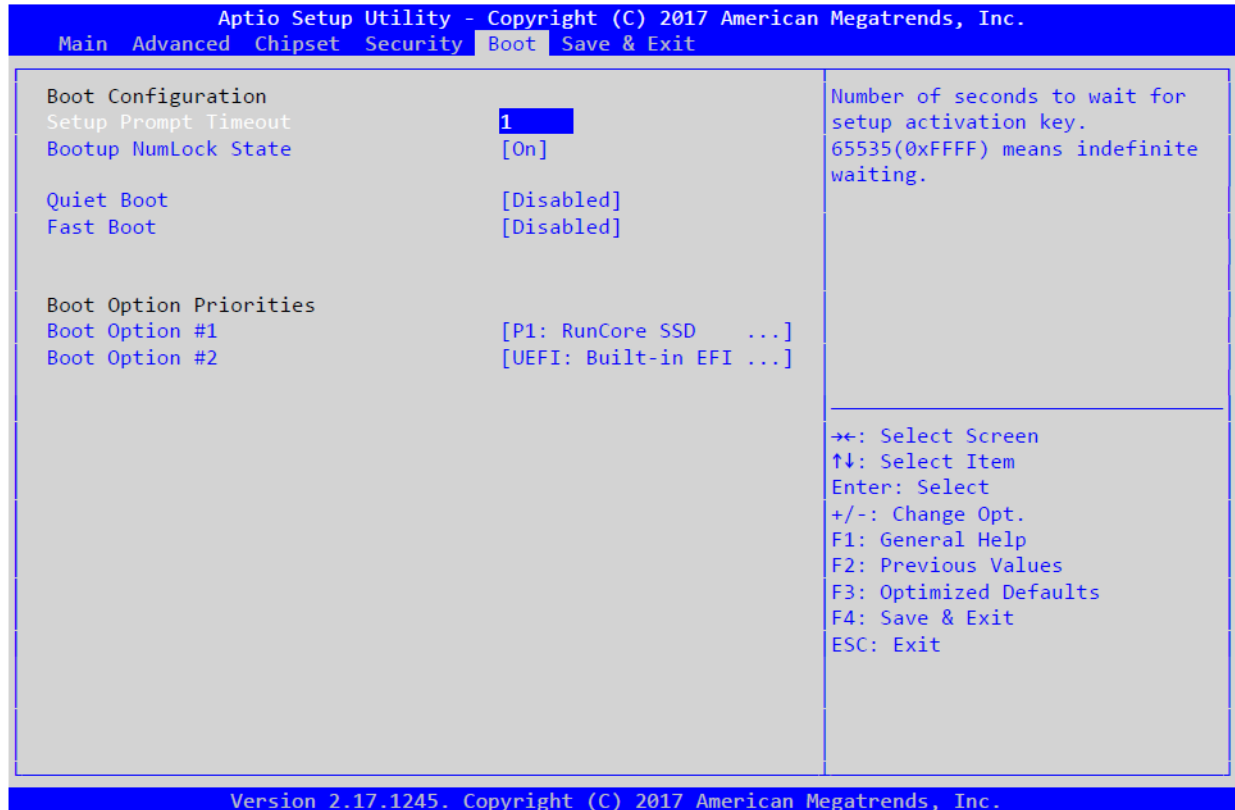 Aptio Setup Utility - Copyright (C) 2017 American Megatrends, Inc.
Main Advanced Chipset Security Boot Save & Exit
Boot Configuration
Setup Prompt Timeout 1
Bootup NumLock State [On]
Quiet Boot [Disabled]
Fast Boot [Disabled]
Boot Option Priorities
Boot Option #1 [P1: RunCore SSD ...]
Boot Option #2 [UEFI: Built-in EFI ...]
Number of seconds to wait for
setup activation key.
65535(0xFFFF) means indefinite
waiting.
→←: Select Screen
↑↓: Select Item
Enter: Select
+/-: Change Opt.
F1: General Help
F2: Previous Values
F3: Optimized Defaults
F4: Save & Exit
ESC: Exit
Version 2.17.1245. Copyright (C) 2017 American Megatrends, Inc.